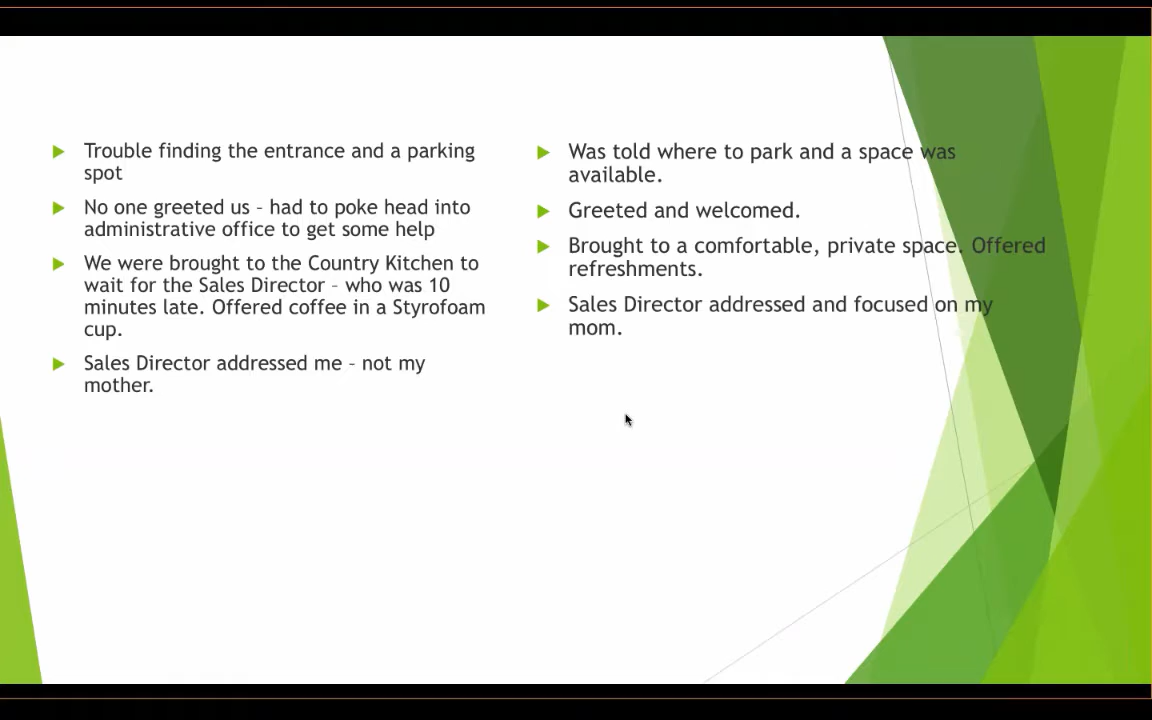 Trouble finding the entrance and a parking
spot
No one greeted us – had to poke head into
administrative office to get some help
We were brought to the Country Kitchen to
wait for the Sales Director – who was 10
minutes late. Offered coffee in a Styrofoam
cup.
Sales Director addressed me – not my
mother.
Was told where to park and a space was
available.
Greeted and welcomed.
Brought to a comfortable, private space. Offered
refreshments.
Sales Director addressed and focused on my
mom.